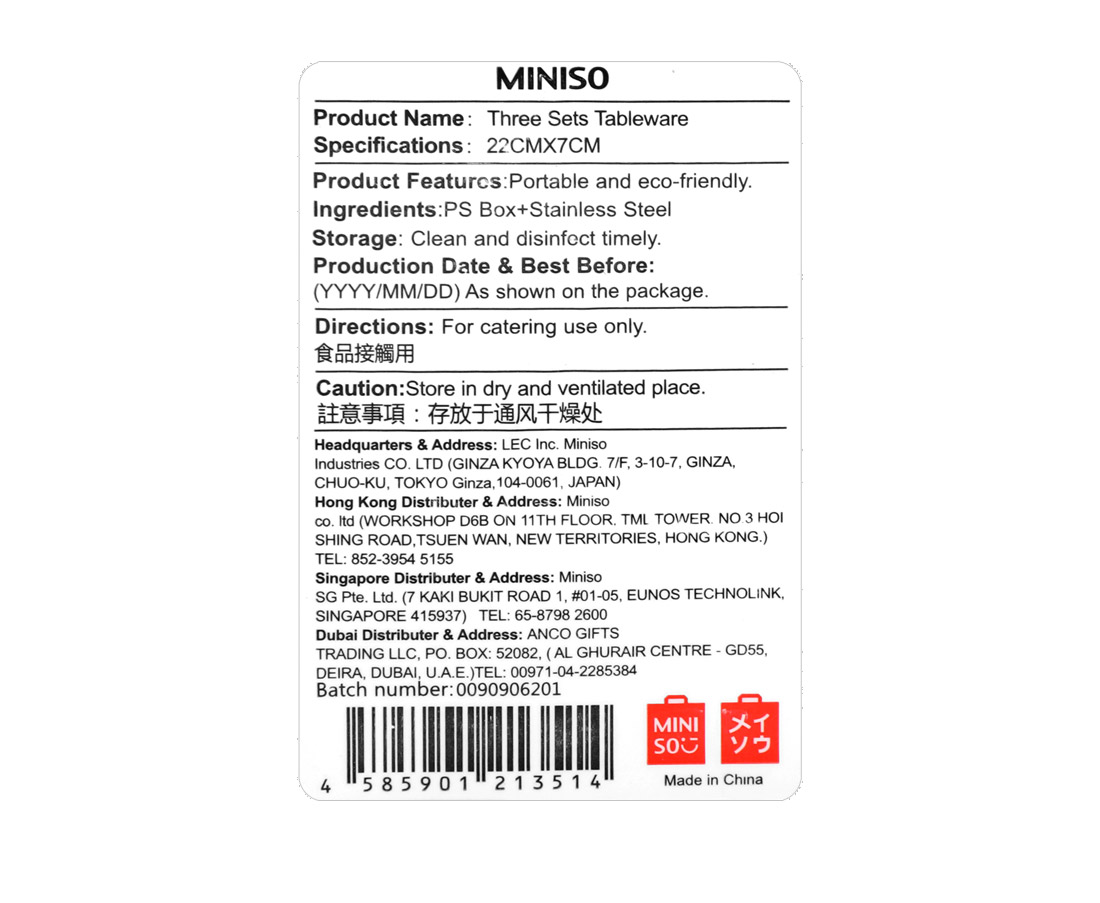 MINISO
Product Name: Three Sets Tableware
Specifications: 22CMX7CM
Product Features:Portable and eco-friendly.
Ingredients:PS Box+Stainless Steel
Storage: Clean and disinfect timely.
Production Date & Best Before:
(YYYY/MM/DD) As shown on the package.
Directions: For catering use only.
食品接觸用
Caution:Store in dry and ventilated place.
註意事項：存放于通风干燥处
Headquarters & Address: LEC Inc. Miniso
Industries CO. LTD (GINZA KYOYA BLDG. 7/F, 3-10-7, GINZA,
CHUO-KU, TOKYO Ginza,104-0061, JAPAN)
Hong Kong Distributer & Address: Miniso
co. ltd (WORKSHOP D6B ON 11TH FLOOR. TML TOWER. NO.3 HOI
SHING ROAD,TSUEN WAN, NEW TERRITORIES, HONG KONG.)
TEL: 852-3954 5155
Singapore Distributer & Address: Miniso
SG Pte. Ltd. (7 KAKI BUKIT ROAD 1, #01-05, EUNOS TECHNOLINK,
SINGAPORE 415937) TEL: 65-8798 2600
Dubai Distributer & Address: ANCO GIFTS
TRADING LLC, PO. BOX: 52082, ( AL GHURAIR CENTRE - GD55,
DEIRA, DUBAI, U.A.E.)TEL: 00971-04-2285384
Batch number:0090906201
MINI
SO
メイ
ソウ
4 585901 213514
Made in China